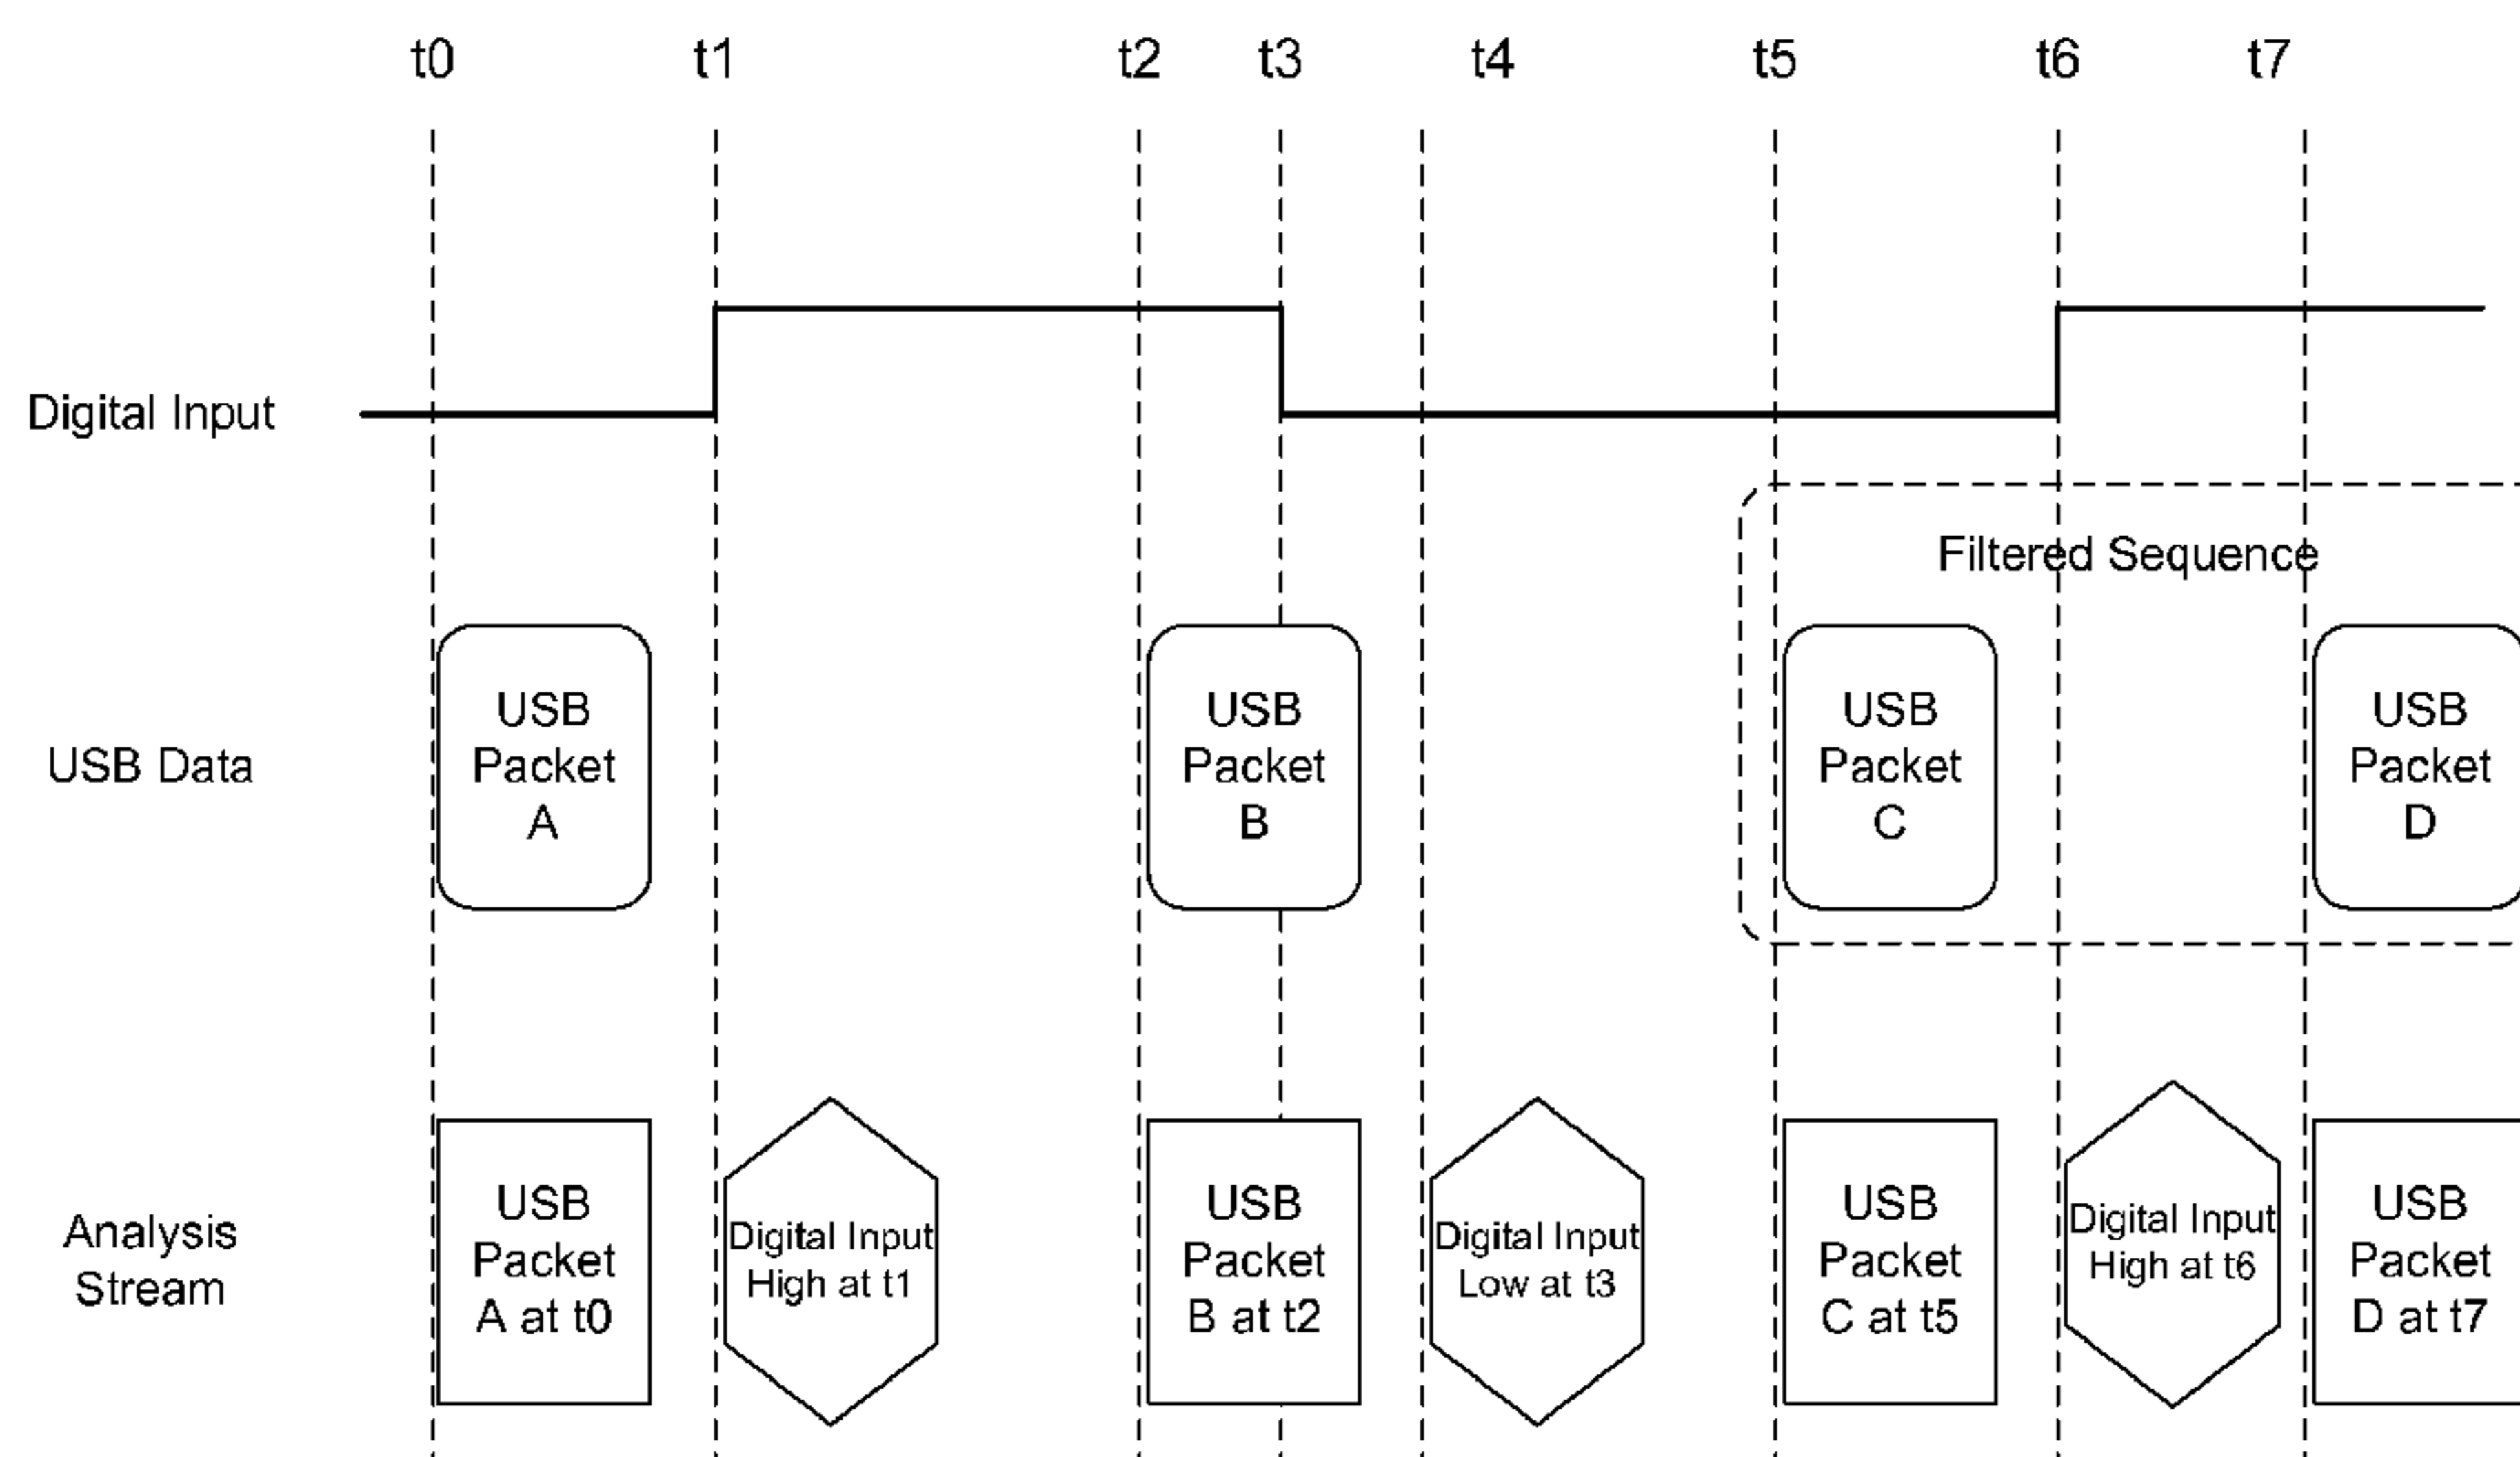 t0 t1 t2 t3 t4 t5 t6 t7
Digital Input
Filtered Sequence
USB Data
USB
Packet
A
USB
Packet
B
USB
Packet
C
USB
Packet
D
Analysis
Stream
USB
Packet
A at t0
Digital Input
High at t1
USB
Packet
B at t2
Digital Input
Low at t3
USB
Packet
C at t5
Digital Input
High at t6
USB
Packet
D at t7